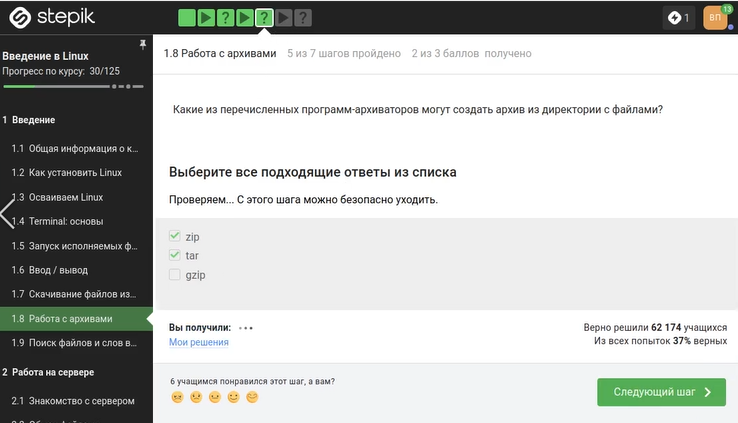 stepik
1
ВП
13
Введение в Linux
Прогресс по курсу: 30/125
1 Введение
1.1 Общая информация о к...
1.2 Как установить Linux
1.3 Осваиваем Linux
1.4 Terminal: основы
1.5 Запуск исполняемых ф...
1.6 Ввод / вывод
1.7 Скачивание файлов из...
1.8 Работа с архивами
1.9 Поиск файлов и слов в...
2 Работа на сервере
2.1 Знакомство с сервером
1.8 Работа с архивами 5 из 7 шагов пройдено 2 из 3 баллов получено
Какие из перечисленных программ-архиваторов могут создать архив из директории с файлами?
Выберите все подходящие ответы из списка
Проверяем... С этого шага можно безопасно уходить.
zip
tar
gzip
Вы получили:
Мои решения
Верно решили 62 174 учащихся
Из всех попыток 37% верных
6 учащимся понравился этот шаг, а вам?
Следующий шаг